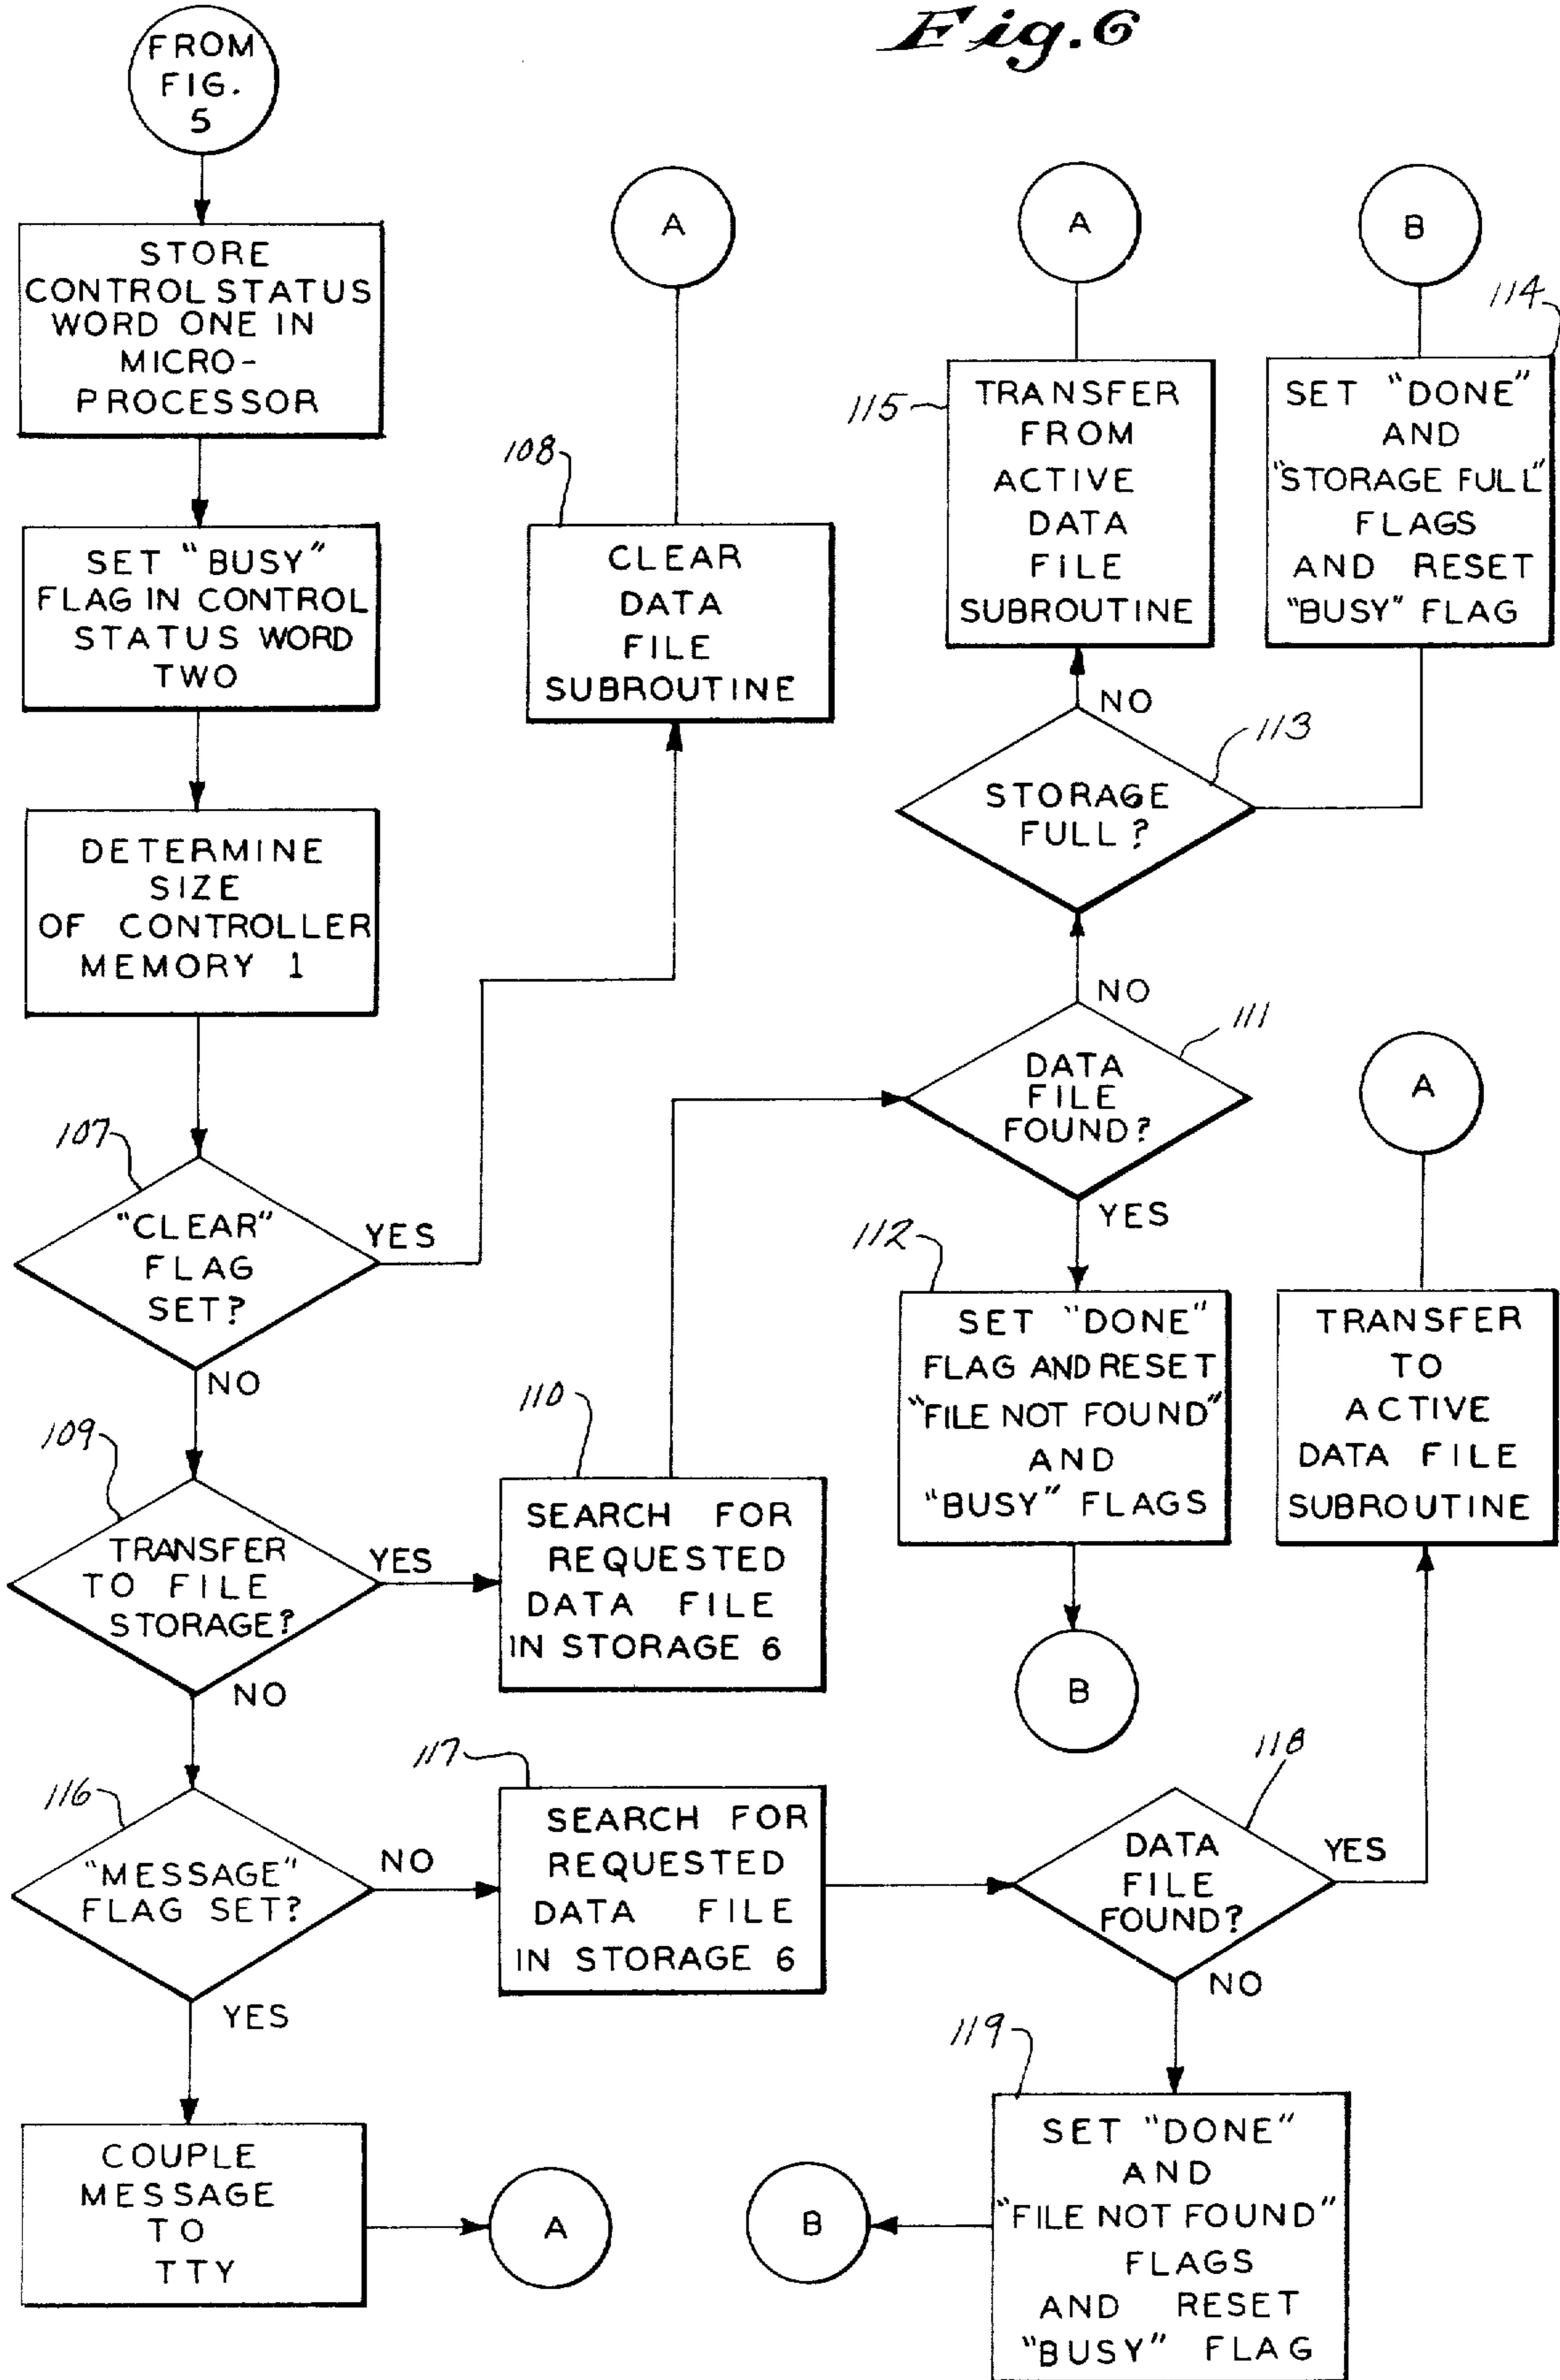 Fig. 6
FROM
FIG.
5
STORE
CONTROL STATUS
WORD ONE IN
MICRO-
PROCESSOR
SET "BUSY"
FLAG IN CONTROL
STATUS WORD
TWO
DETERMINE
SIZE
OF CONTROLLER
MEMORY 1
107
"CLEAR"
FLAG
SET?
YES
NO
A
108
CLEAR
DATA
FILE
SUBROUTINE
109
TRANSFER
TO FILE
STORAGE?
YES
NO
110
SEARCH FOR
REQUESTED
DATA FILE
IN STORAGE 6
A
115
TRANSFER
FROM
ACTIVE
DATA
FILE
SUBROUTINE
NO
B
114
SET "DONE"
AND
"STORAGE FULL"
FLAGS
AND RESET
"BUSY" FLAG
113
STORAGE
FULL?
NO
111
DATA
FILE
FOUND?
YES
112
SET "DONE"
FLAG AND RESET
"FILE NOT FOUND"
AND
"BUSY" FLAGS
B
A
TRANSFER
TO
ACTIVE
DATA FILE
SUBROUTINE
116
"MESSAGE"
FLAG SET?
NO
YES
117
SEARCH FOR
REQUESTED
DATA FILE
IN STORAGE 6
118
DATA
FILE
FOUND?
YES
NO
COUPLE
MESSAGE
TO
TTY
A
119
SET "DONE"
AND
"FILE NOT FOUND"
FLAGS
AND RESET
"BUSY" FLAG
B